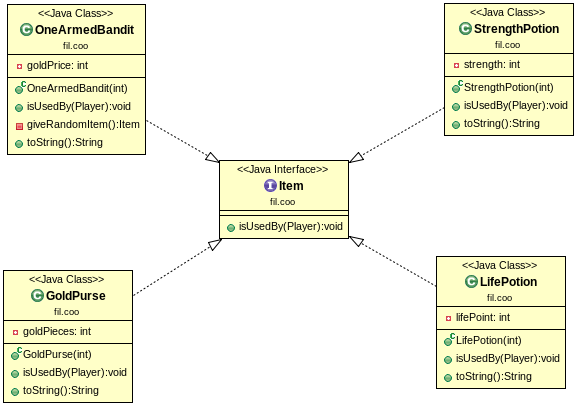 <<Java Class>>
OneArmedBandit
fil.coo
goldPrice: int
OneArmedBandit(int)
isUsedBy(Player):void
giveRandomItem():Item
toString():String
<<Java Class>>
StrengthPotion
fil.coo
strength: int
StrengthPotion(int)
isUsedBy(Player):void
toString():String
<<Java Interface>>
Item
fil.coo
isUsedBy(Player):void
<<Java Class>>
GoldPurse
fil.coo
goldPieces: int
GoldPurse(int)
isUsedBy(Player):void
toString():String
<<Java Class>>
LifePotion
fil.coo
lifePoint: int
LifePotion(int)
isUsedBy(Player):void
toString():String